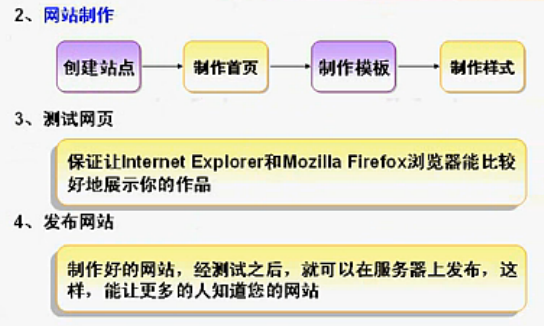 2、网站制作
创建站点 制作首页 制作模板 制作样式
3、测试网页
保证让Internet Explorer和Mozilla Firefox浏览器能比较
好地展示你的作品
4、发布网站
制作好的网站，经测试之后，就可以在服务器上发布，这
样，能让更多的人知道您的网站